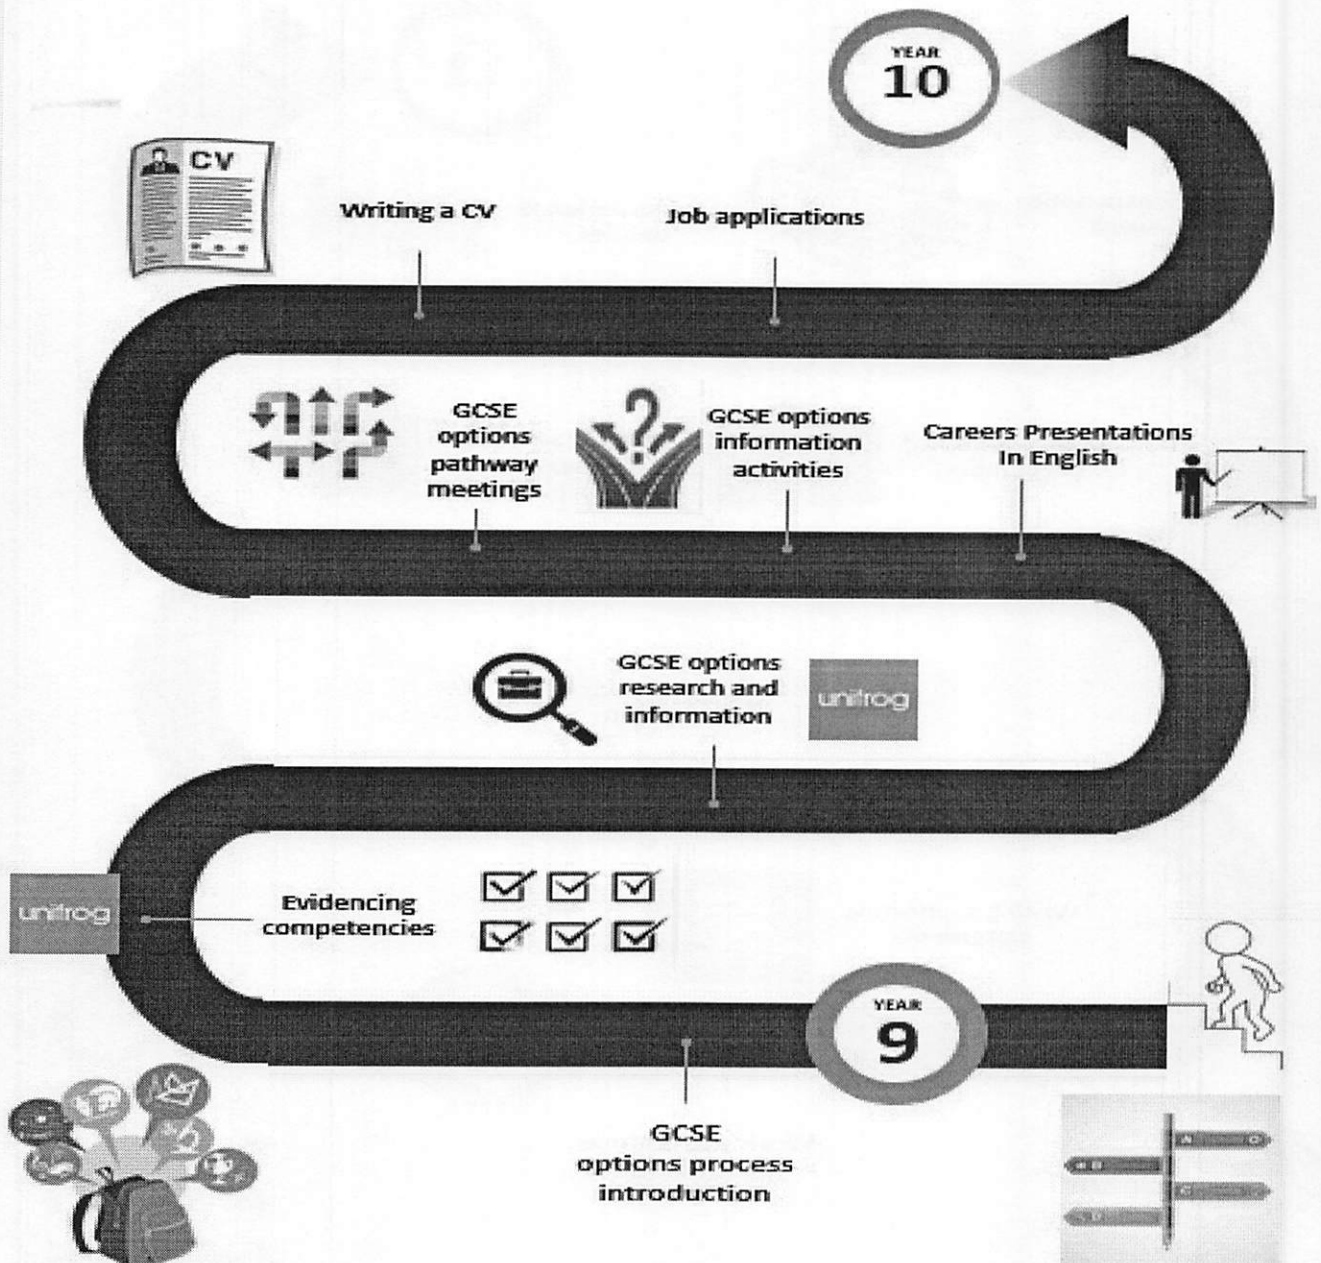 YEAR
10
CV
Writing a CV
Job applications
GCSE
options
pathway
meetings
GCSE options
information
activities
Careers Presentations
In English
GCSE options
research and
information
unifrog
unifrog
Evidencing
competencies
YEAR
9
GCSE
options process
introduction
A
B
C
D